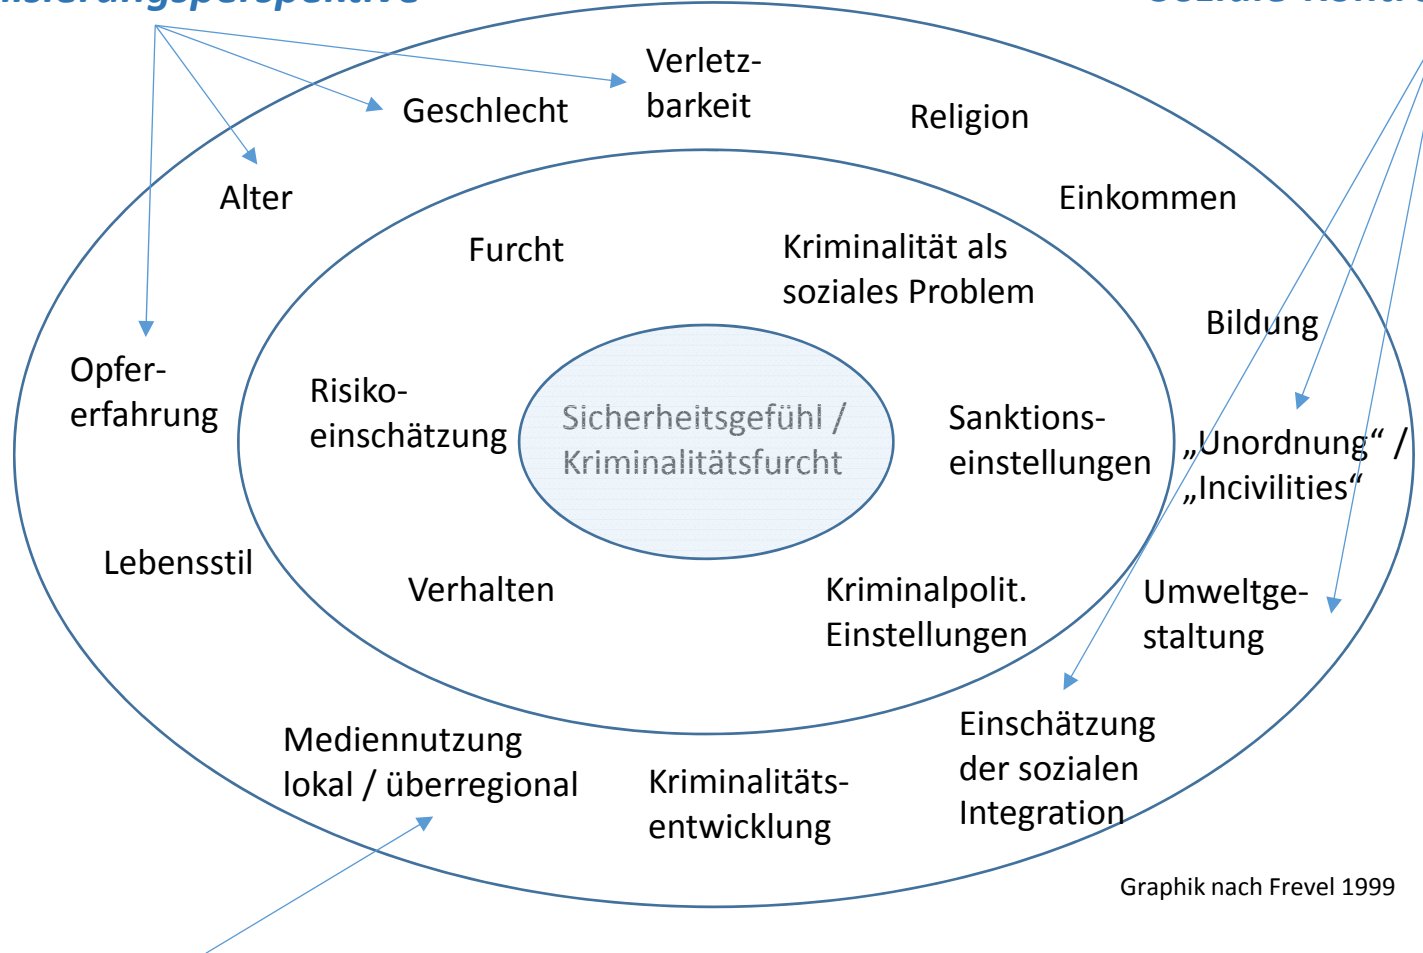 Verletz-
barkeit
Geschlecht
Religion
Alter
Einkommen
Furcht
Kriminalität als
soziales Problem
Bildung
Opfer-
erfahrung
Risiko-
einschätzung
Sicherheitsgefühl /
Kriminalitätsfurcht
Sanktions-
einstellungen
„Unordnung“ /
„Incivilities“
Lebensstil
Verhalten
Kriminalpolit.
Einstellungen
Umweltge-
staltung
Mediennutzung
lokal / überregional
Kriminalitäts-
entwicklung
Einschätzung
der sozialen
Integration
Graphik nach Frevel 1999